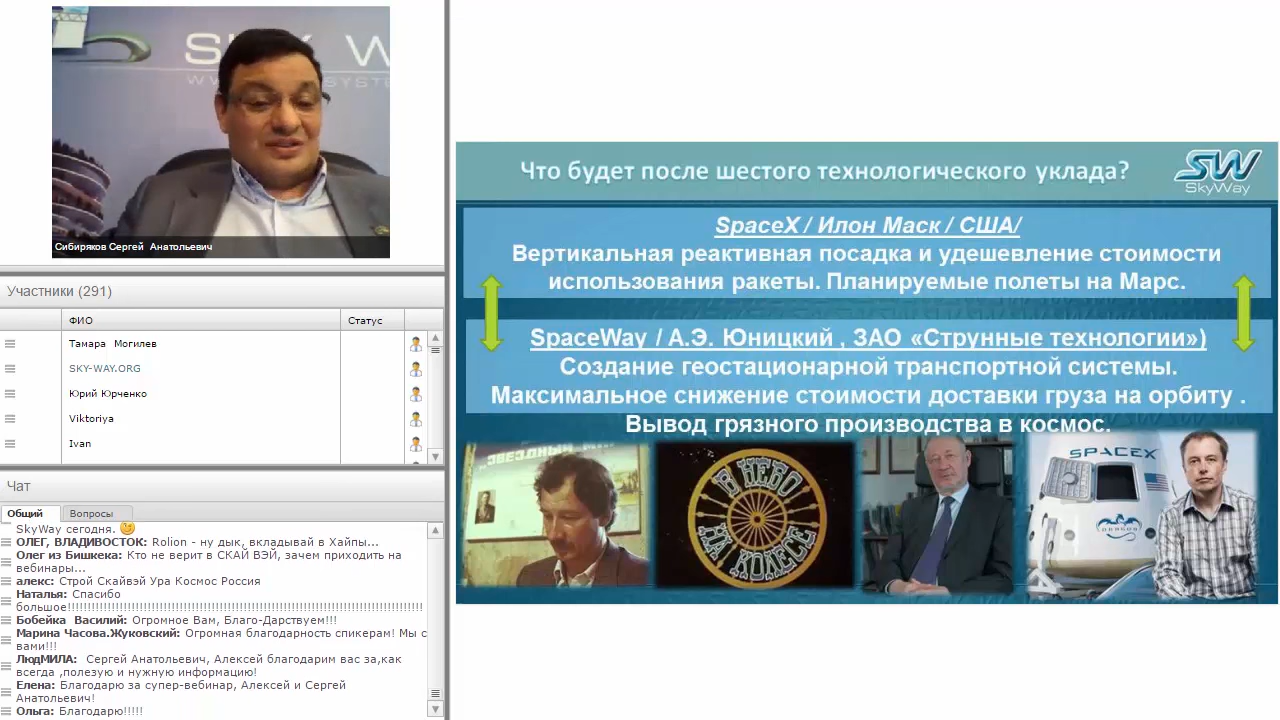 SKY W
Сибиряков Сергей Анатольевич
Участники (291)
ФИО
Статус
Тамара Могилев
SKY-WAY.ORG
Юрий Юрченко
Viktoriya
Ivan
Чат
Общий
Вопросы
SkyWay сегодня.
ОЛЕГ, ВЛАДИВОСТОК: Rolion - ну дык, вкладывай в Хайпы...
Олег из Бишкека: Кто не верит в СКАЙ ВЭЙ, зачем приходить на
вебинары...
алекс: Строй Скайвэй Ура Космос Россия
Наталья: Спасибо
большое!!!!!!!!!!!!!!!!!!!!!!!!!!!!!!!!!!!!!!!!!!!!!!!!!!!!!!!!!!!!!!!!!!!!!!!!!!!!!!!!!!!
Бобейка Василий: Огромное Вам, Благо-Дарствуем!!!
Марина Часова.Жуковский: Огромная благодарность спикерам! Мы с
вами!!!
ЛюдМИЛА: Сергей Анатольевич, Алексей благодарим вас за,как
всегда ,полезую и нужную информацию!
Елена: Благодарю за супер-вебинар, Алексей и Сергей
Анатольевич!
Ольга: Благодарю!!!!!
Что будет после шестого технологического уклада?
SW
SkyWay
SpaceX / Илон Маск / США/
Вертикальная реактивная посадка и удешевление стоимости
использования ракеты. Планируемые полеты на Марс.
SpaceWay / А.Э. Юницкий , ЗАО «Струнные технологии»)
Создание геостационарной транспортной системы.
Максимальное снижение стоимости доставки груза на орбиту .
Вывод грязного производства в космос.
В НЕБО
НА КОЛЕСЕ
SPACEX
DRAGON